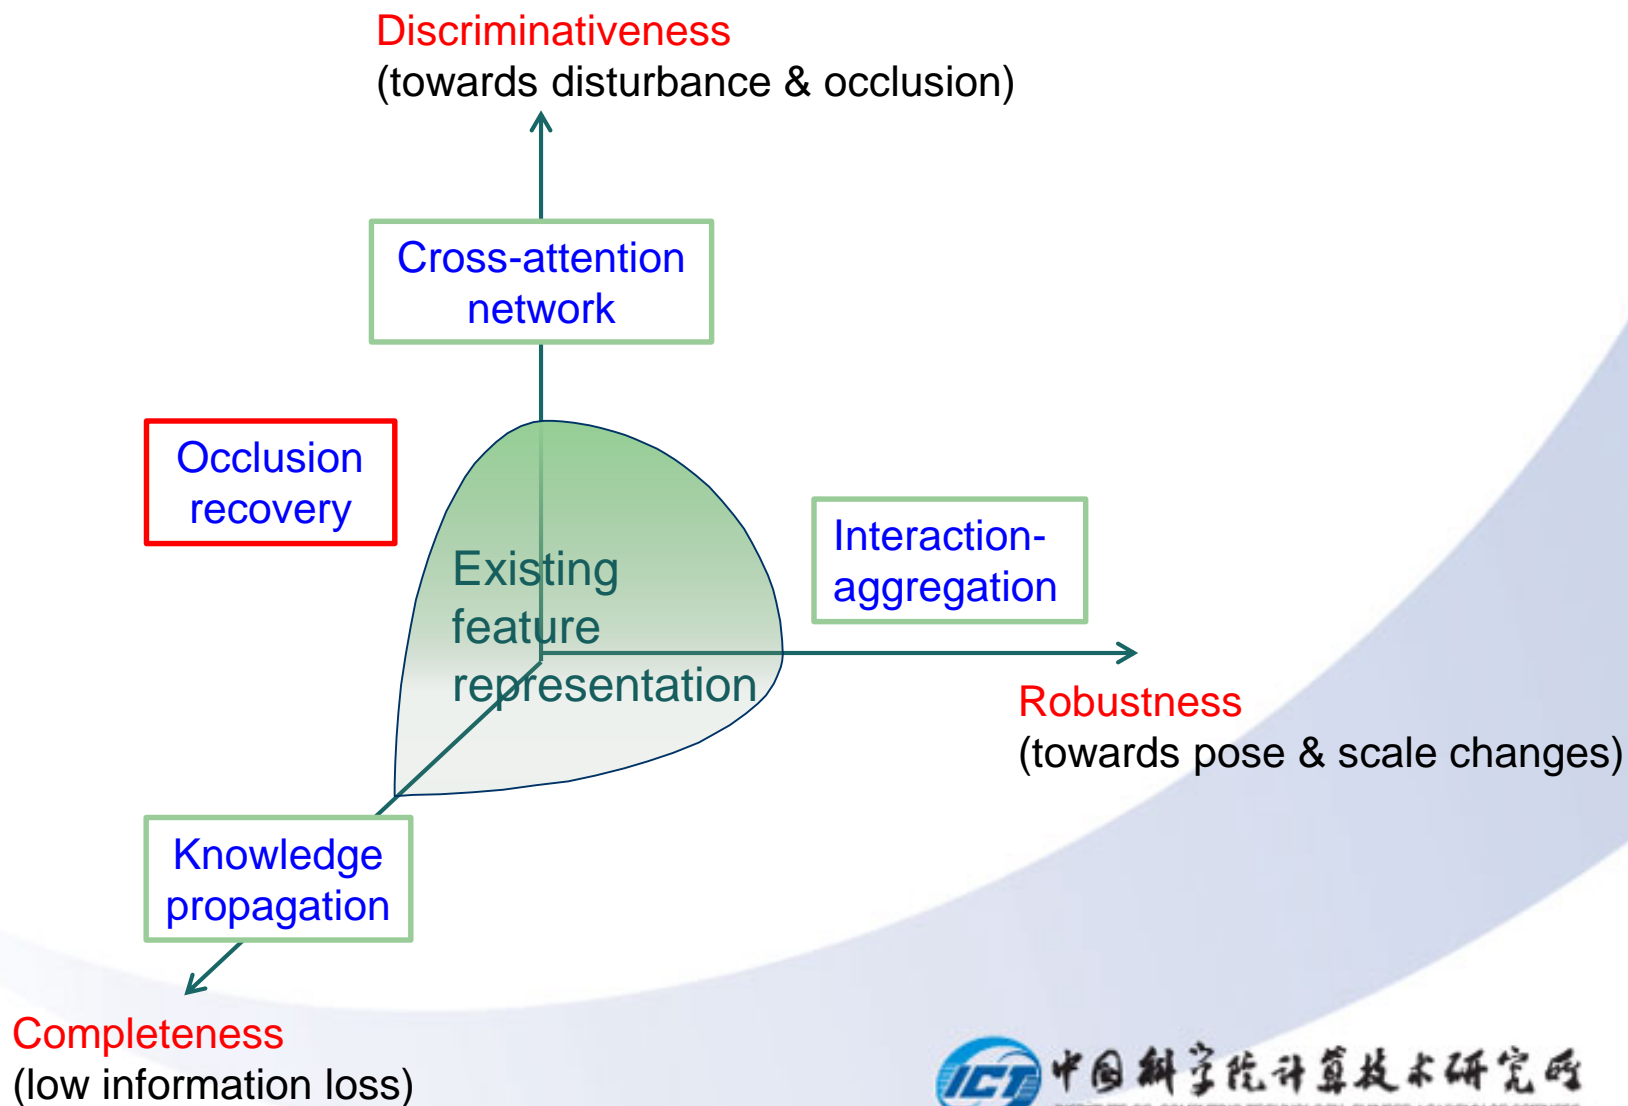 Discriminativeness
(towards disturbance & occlusion)
Cross-attention
network
Occlusion
recovery
Existing
feature
representation
Interaction-
aggregation
Robustness
(towards pose & scale changes)
Knowledge
propagation
Completeness
(low information loss)
ICT 中国科学院计算技术研究所